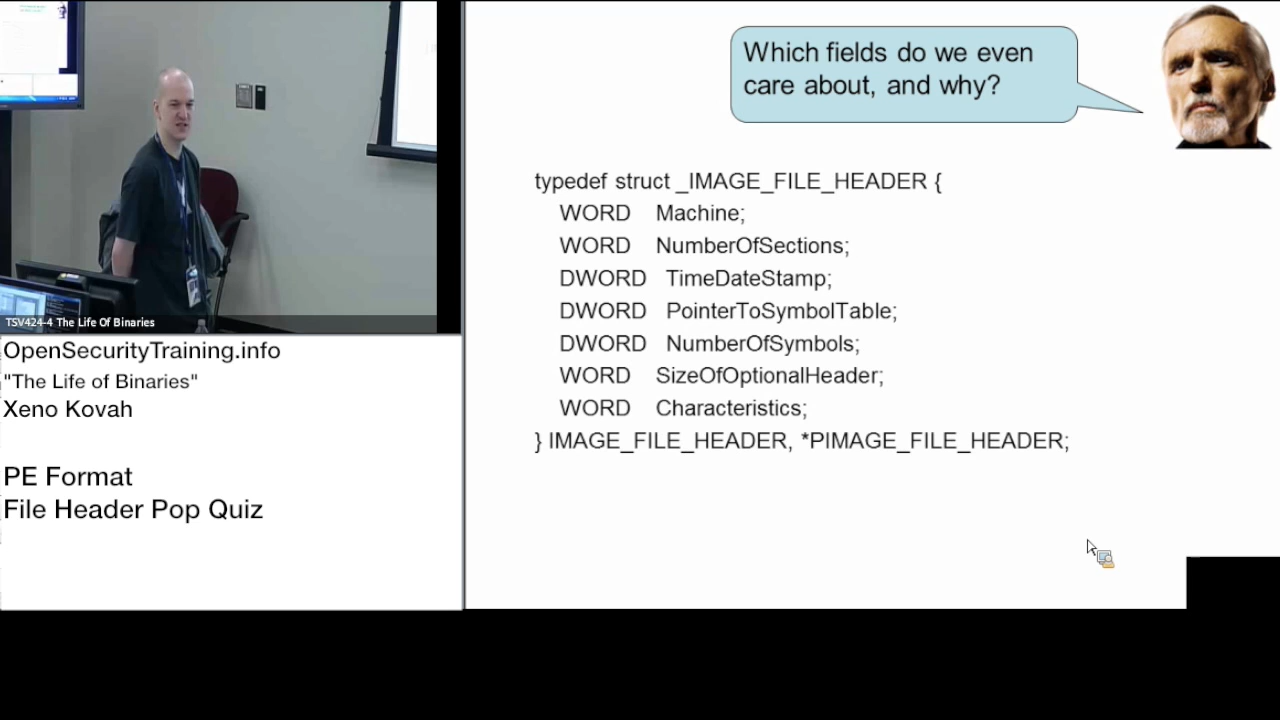 TSV424-4 The Life Of Binaries
OpenSecurityTraining.info
"The Life of Binaries"
Xeno Kovah
PE Format
File Header Pop Quiz
Which fields do we even
care about, and why?
typedef struct _IMAGE_FILE_HEADER {
WORD Machine;
WORD NumberOfSections;
DWORD TimeDateStamp;
DWORD PointerToSymbolTable;
DWORD NumberOfSymbols;
WORD SizeOfOptionalHeader;
WORD Characteristics;
} IMAGE_FILE_HEADER, *PIMAGE_FILE_HEADER;